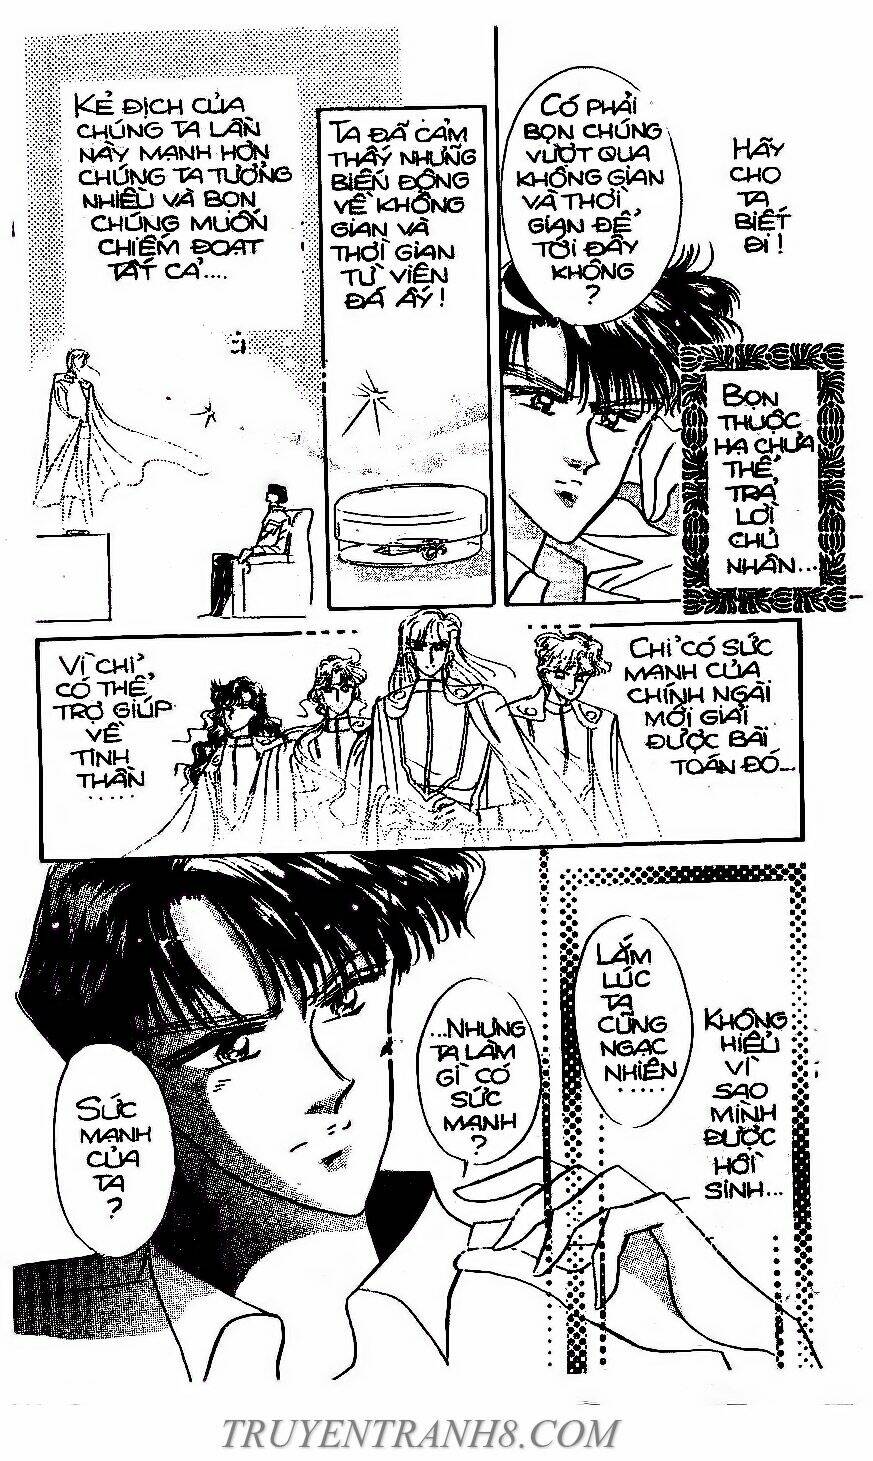 KẺ ĐỊCH CỦA
CHÚNG TA LẦN
NÀY MẠNH HƠN
CHÚNG TA TƯỢNG
NHIỀU VÀ BỌN
CHÚNG MUỐN
CHIẾM ĐOẠT
TẤT CẢ....
TA ĐÃ CẢM
THẤY NHỮNG
BIẾN ĐỘNG
VỀ KHÔNG
GIAN VÀ
THỜI GIAN
TỪ VIÊN
ĐÁ ẤY!
CÓ PHẢI
BỌN CHÚNG
VƯỢT QUA
KHÔNG GIAN
VÀ THỜI
GIAN ĐỂ
TỚI ĐÂY
KHÔNG
?
HÃY
CHO
TA
BIẾT
ĐI!
BỌN
THUỘC
HẠ CHƯA
THỂ
TRẢ
LỜI
CHỦ
NHÂN...
VÌ CHỈ
CÓ THỂ
TRỢ GIÚP
VỀ
TINH
THẦN
.....
CHỈ CÓ SỨC
MẠNH CỦA
CHÍNH NGÀI
MỚI GIẢI
ĐƯỢC BÀI
TOÁN ĐÓ...
SỨC
MẠNH
CỦA
TA
?
...NHƯNG
TA LÀM
GÌ CÓ
SỨC
MẠNH
?
LẮM
LÚC
TA
CŨNG
NGẠC
NHIÊN
.....
KHÔNG
HIỂU
VÌ
SAO
MÌNH
ĐƯỢC
HỒI
SINH...
TRUYENTRANH8.COM